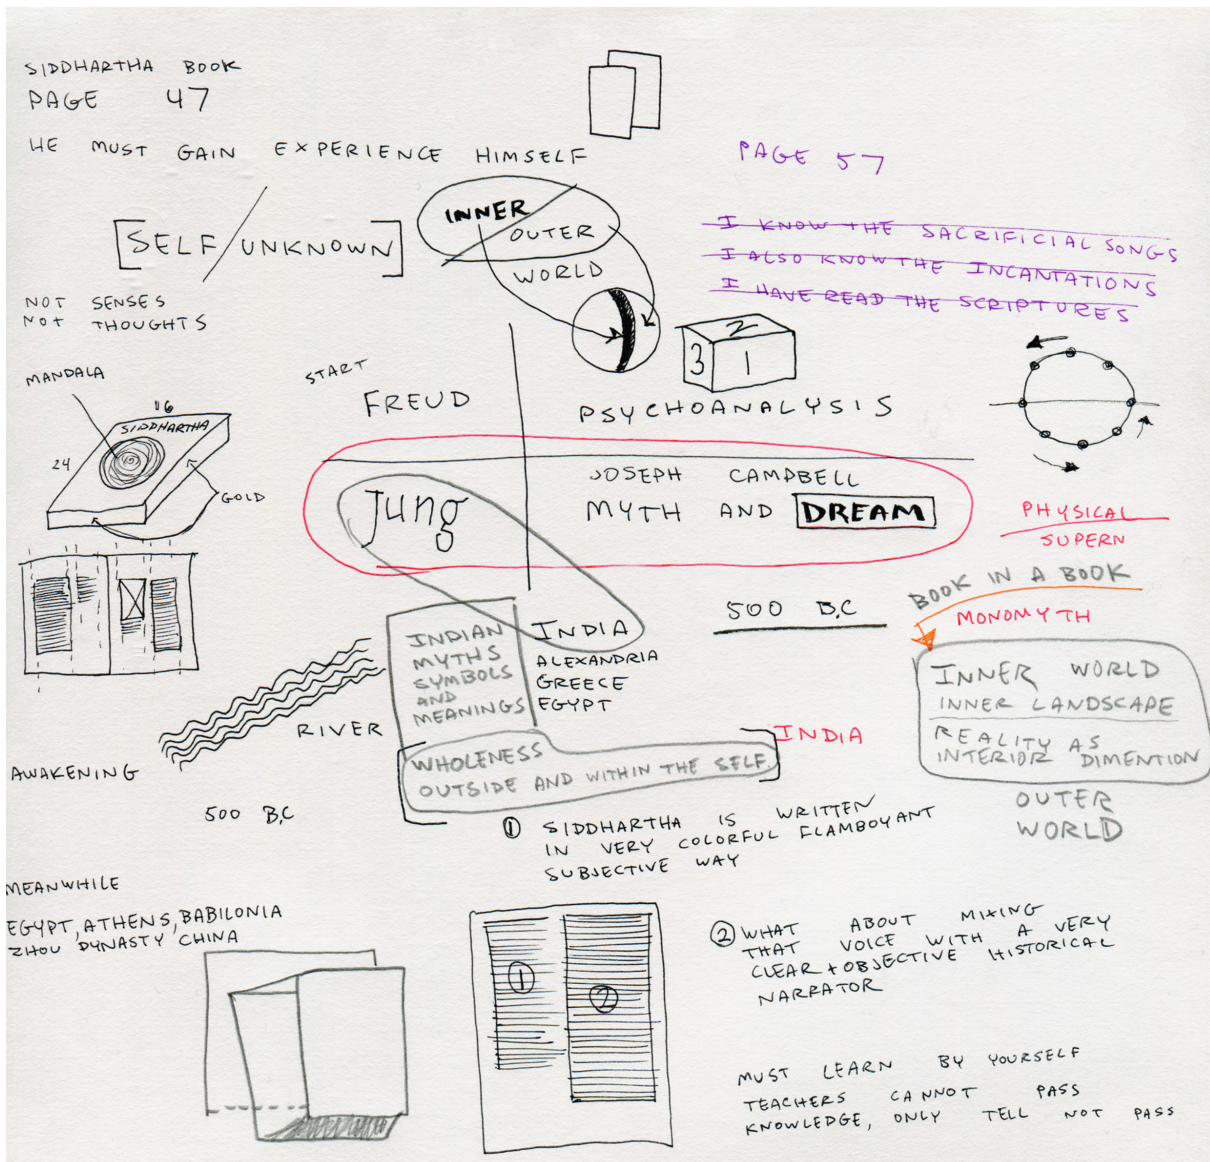 SIDDHARTHA BOOK
PAGE 47
HE MUST GAIN EXPERIENCE HIMSELF
[SELF/UNKNOWN]
NOT SENSES
NOT THOUGHTS
INNER
OUTER
WORLD
PAGE 57
I KNOW THE SACRIFICIAL SONGS
I ALSO KNOW THE INCANTATIONS
I HAVE READ THE SCRIPTURES
2
3 1
START
FREUD
PSYCHOANALYSIS
MANDALA
16
SIDDHARTHA
24
GOLD
Jung
JOSEPH CAMPBELL
MYTH AND DREAM
PHYSICAL
SUPERN
BOOK IN A BOOK
MONOMYTH
500 B.C
INDIAN
MYTHS
SYMBOLS
AND
MEANINGS
INDIA
ALEXANDRIA
GREECE
EGYPT
INNER WORLD
INNER LANDSCAPE
REALITY AS
INTERIOR DIMENTION
OUTER
WORLD
RIVER
INDIA
WHOLENESS
OUTSIDE AND WITHIN THE SELF.
AWAKENING
500 B.C
① SIDDHARTHA IS WRITTEN
IN VERY COLORFUL FLAMBOYANT
SUBJECTIVE WAY
MEANWHILE
EGYPT, ATHENS, BABILONIA
ZHOU DYNASTY CHINA
①
②
② WHAT ABOUT MIXING
THAT VOICE WITH A VERY
CLEAR + OBJECTIVE HISTORICAL
NARRATOR
MUST LEARN BY YOURSELF
TEACHERS CANNOT PASS
KNOWLEDGE, ONLY TELL NOT PASS